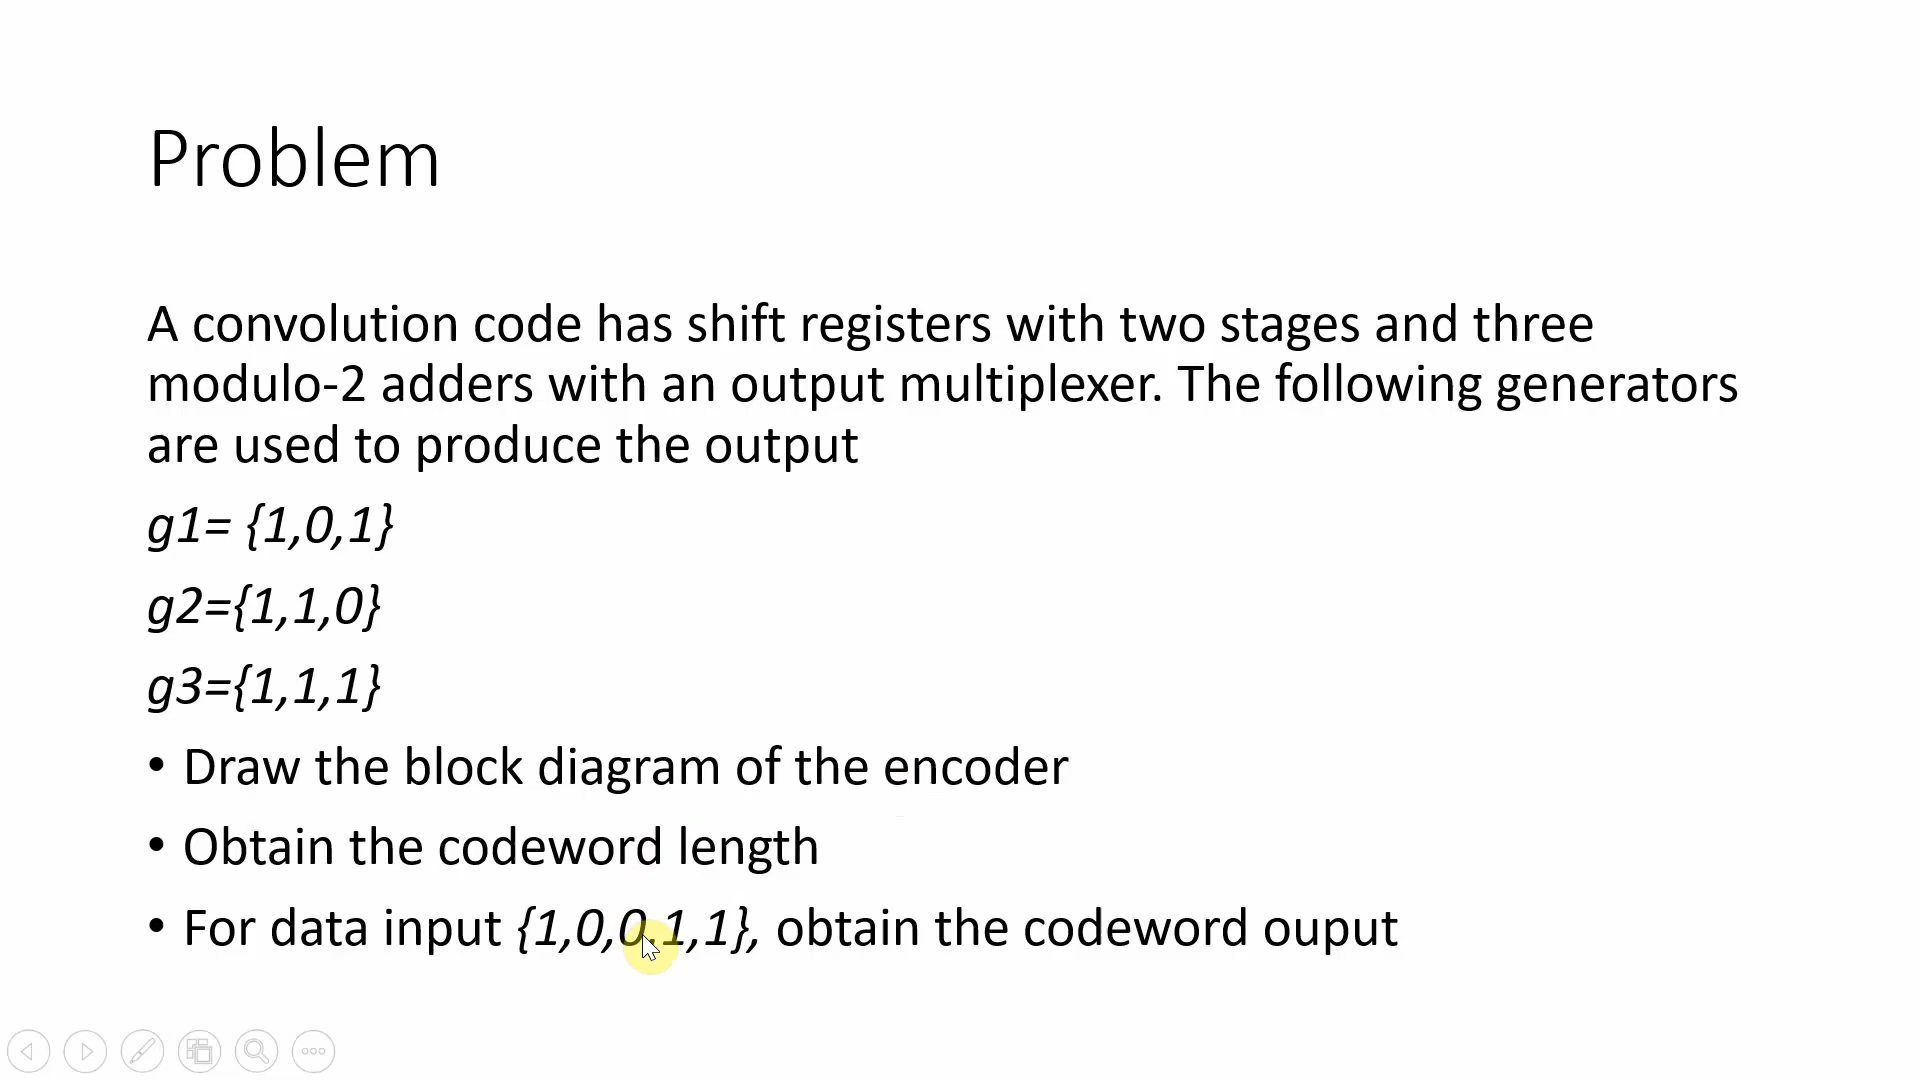 Problem
A convolution code has shift registers with two stages and three
modulo-2 adders with an output multiplexer. The following generators
are used to produce the output
g1= {1,0,1}
g2={1,1,0}
g3={1,1,1}
• Draw the block diagram of the encoder
• Obtain the codeword length
• For data input {1,0,0,1,1}, obtain the codeword ouput